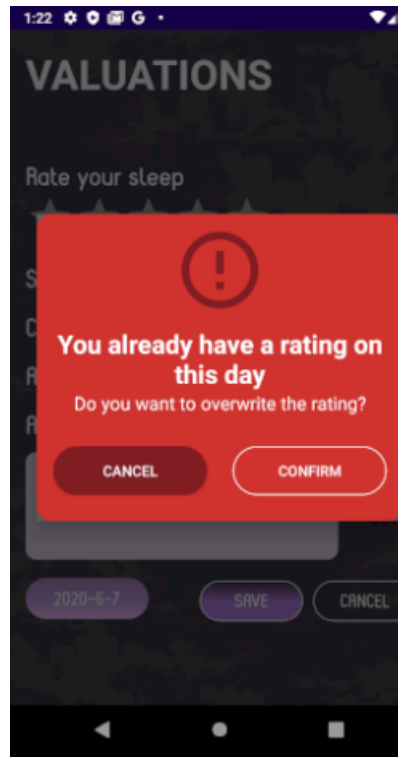 1:22 G
VALUATIONS
Rate your sleep
S
C
A
A
You already have a rating on
this day
Do you want to overwrite the rating?
CANCEL CONFIRM
2020-6-7 SAVE CANCEL